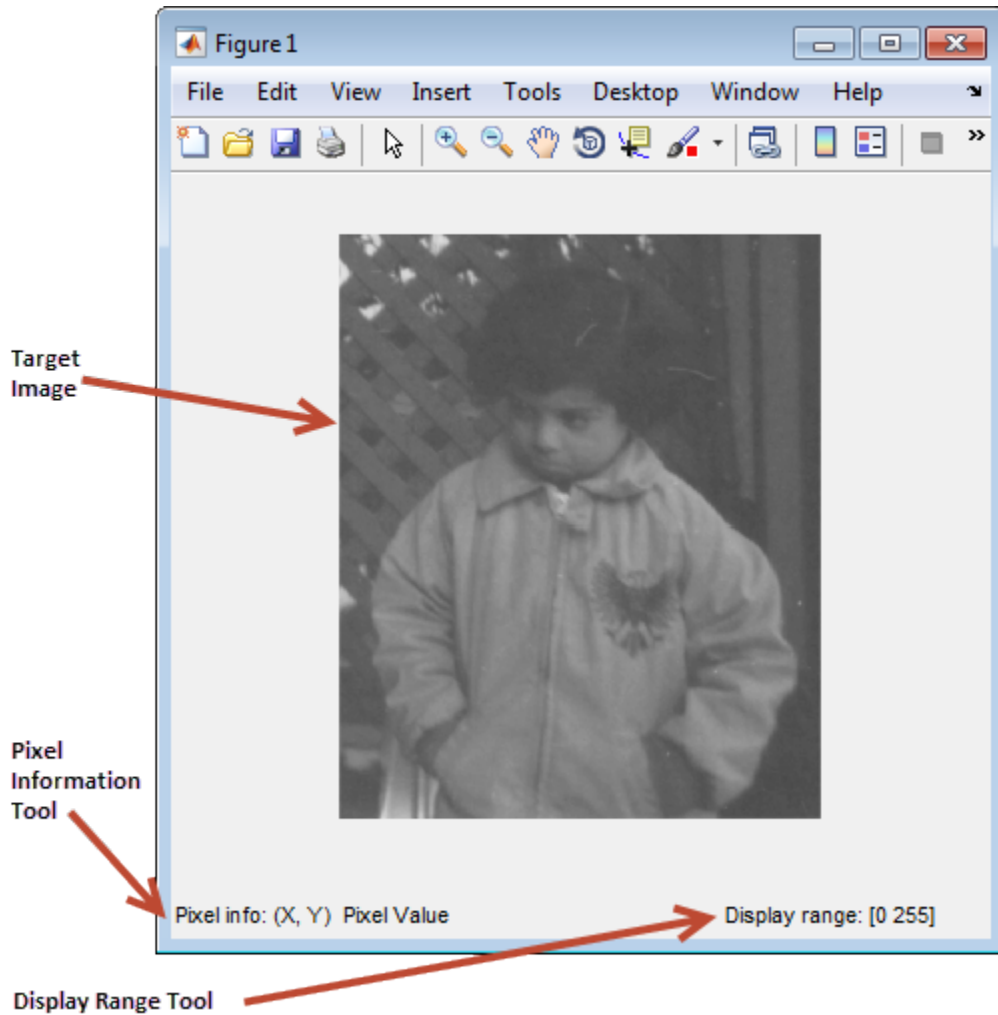 Figure 1
File Edit View Insert Tools Desktop Window Help
Target
Image
Pixel
Information
Tool
Pixel info: (X, Y) Pixel Value
Display range: [0 255]
Display Range Tool